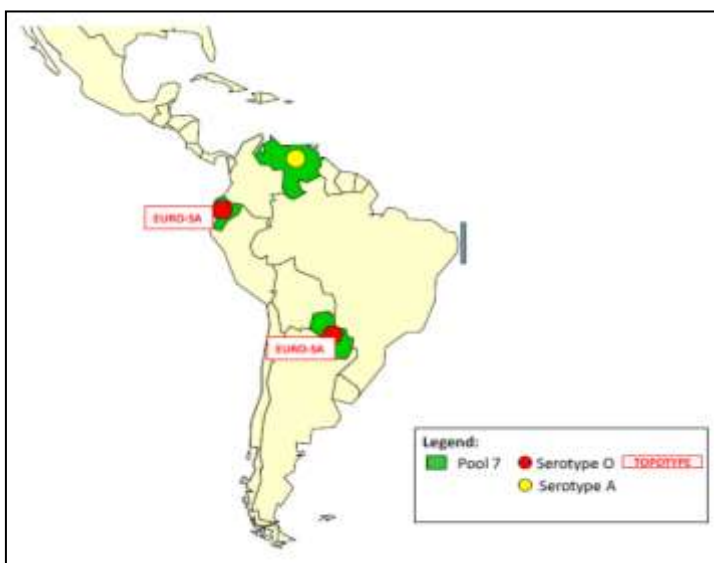 EURO-SA
EURO-SA
Legend:
Pool 7
Serotype O
TOPOTYPE
Serotype A